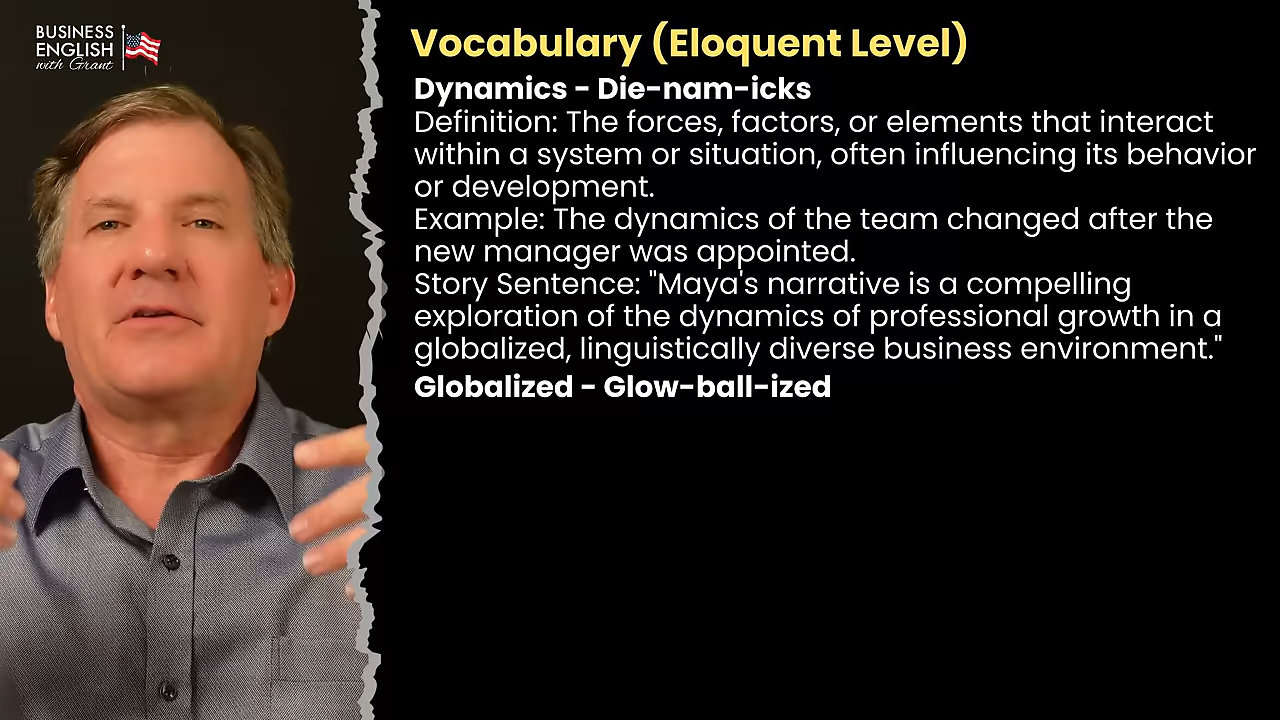 BUSINESS
ENGLISH
with Grant
Vocabulary (Eloquent Level)
Dynamics - Die-nam-icks
Definition: The forces, factors, or elements that interact
within a system or situation, often influencing its behavior
or development.
Example: The dynamics of the team changed after the
new manager was appointed.
Story Sentence: "Maya's narrative is a compelling
exploration of the dynamics of professional growth in a
globalized, linguistically diverse business environment."
Globalized - Glow-ball-ized